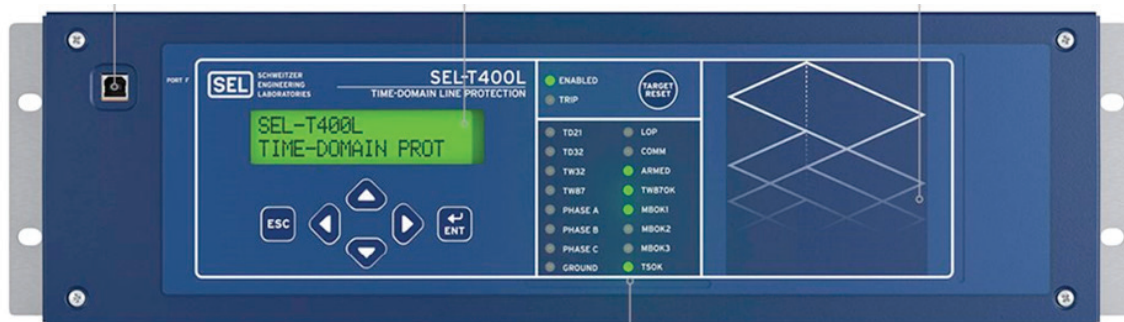 PORT F
SEL
SCHWEITZER
ENGINEERING
LABORATORIES
SEL-T400L
TIME-DOMAIN LINE PROTECTION
SEL-T400L
TIME-DOMAIN PROT
ESC
ENT
ENABLED
TRIP
TARGET
RESET
TD21
TD32
TW32
TW87
PHASE A
PHASE B
PHASE C
GROUND
LOP
COMM
ARMED
TW87OK
MBOK1
MBOK2
MBOK3
TSOK